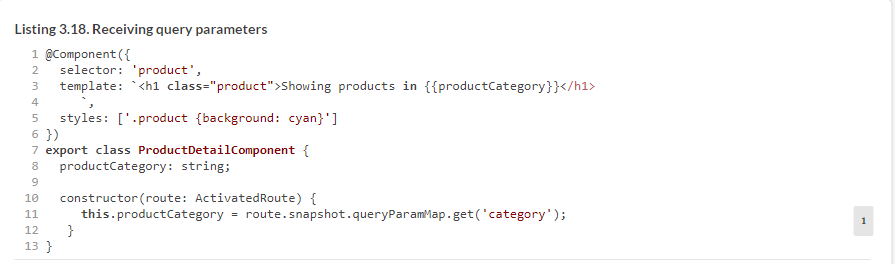 Listing 3.18. Receiving query parameters
1 @Component({
2   selector: 'product',
3   template: `<h1 class="product">Showing products in {{productCategory}}</h1>
4      `,
5   styles: ['.product {background: cyan}']
6 })
7 export class ProductDetailComponent {
8   productCategory: string;
9
10   constructor(route: ActivatedRoute) {
11      this.productCategory = route.snapshot.queryParamMap.get('category');
12    }
13 }
1